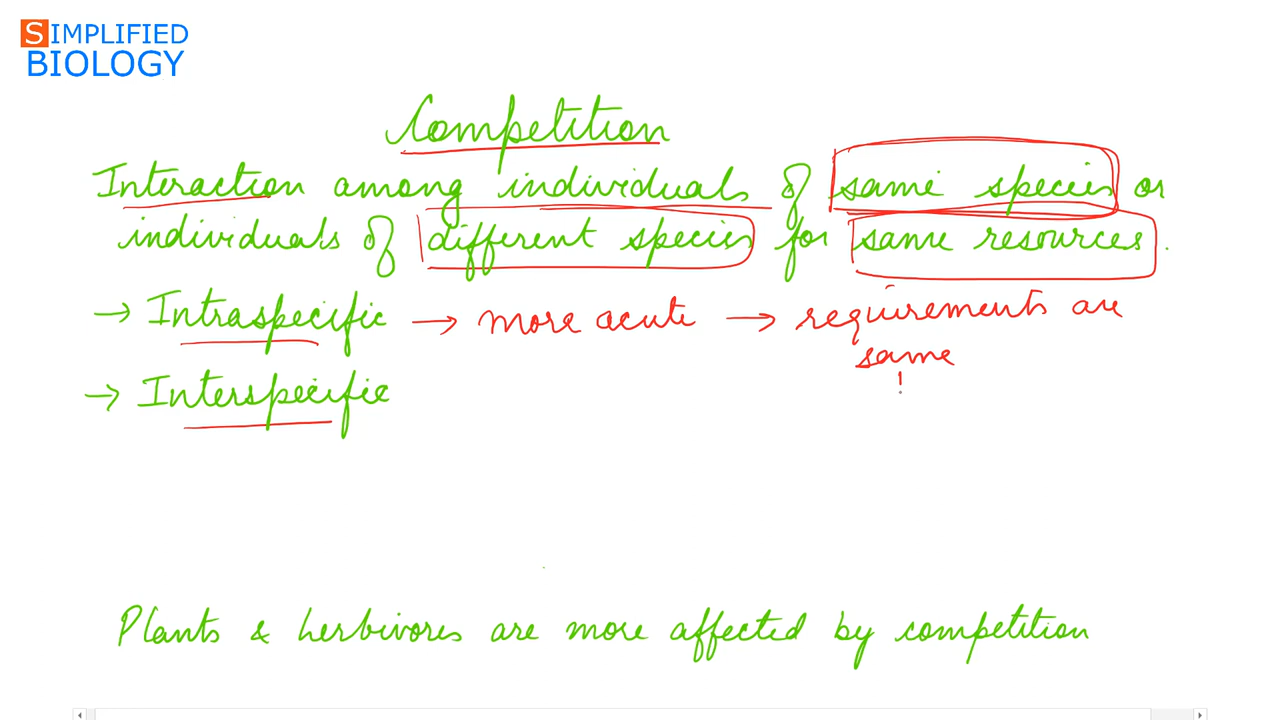 SIMPLIFIED
BIOLOGY
Competition
Interaction among individuals of same species or
individuals of different species for same resources.
→ Intraspecific → more acute → requirements are
same
→ Interspecific
Plants & herbivores are more affected by competition